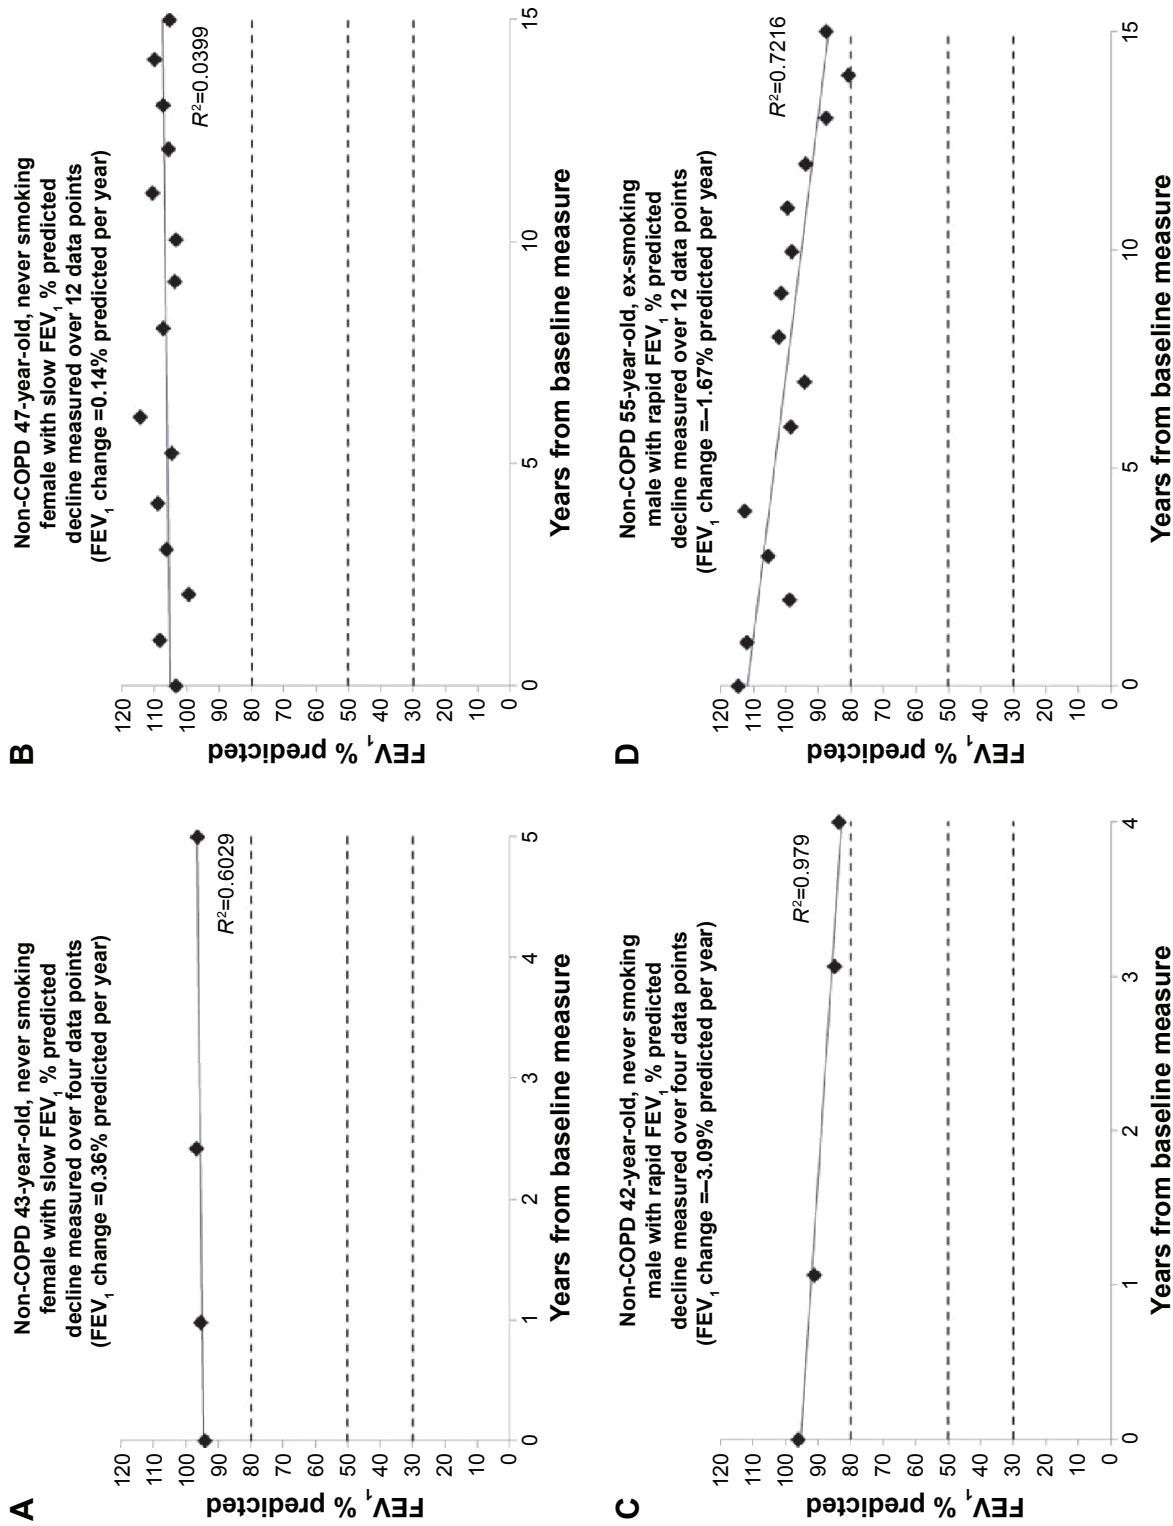 A
Non-COPD 43-year-old, never smoking
female with slow FEV1 % predicted
decline measured over four data points
(FEV1 change =0.36% predicted per year)
120
110
100
90
80
70
60
50
40
30
20
10
0
FEV1 % predicted
R2=0.6029
0 1 2 3 4 5
Years from baseline measure
B
Non-COPD 47-year-old, never smoking
female with slow FEV1 % predicted
decline measured over 12 data points
(FEV1 change =0.14% predicted per year)
120
110
100
90
80
70
60
50
40
30
20
10
0
FEV1 % predicted
R2=0.0399
0 5 10 15
Years from baseline measure
C
Non-COPD 42-year-old, never smoking
male with rapid FEV1 % predicted
decline measured over four data points
(FEV1 change =–3.09% predicted per year)
120
110
100
90
80
70
60
50
40
30
20
10
0
FEV1 % predicted
R2=0.979
0 1 2 3 4
Years from baseline measure
D
Non-COPD 55-year-old, ex-smoking
male with rapid FEV1 % predicted
decline measured over 12 data points
(FEV1 change =–1.67% predicted per year)
120
110
100
90
80
70
60
50
40
30
20
10
0
FEV1 % predicted
R2=0.7216
0 5 10 15
Years from baseline measure